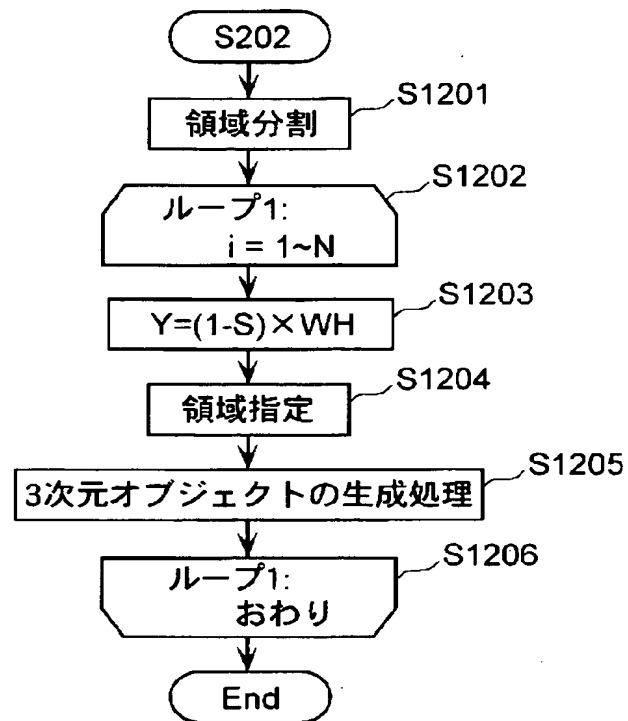 S202
S1201
領域分割
S1202
ループ1:
i = 1~N
S1203
Y=(1-S)×WH
S1204
領域指定
S1205
3次元オブジェクトの生成処理
S1206
ループ1:
おわり
End